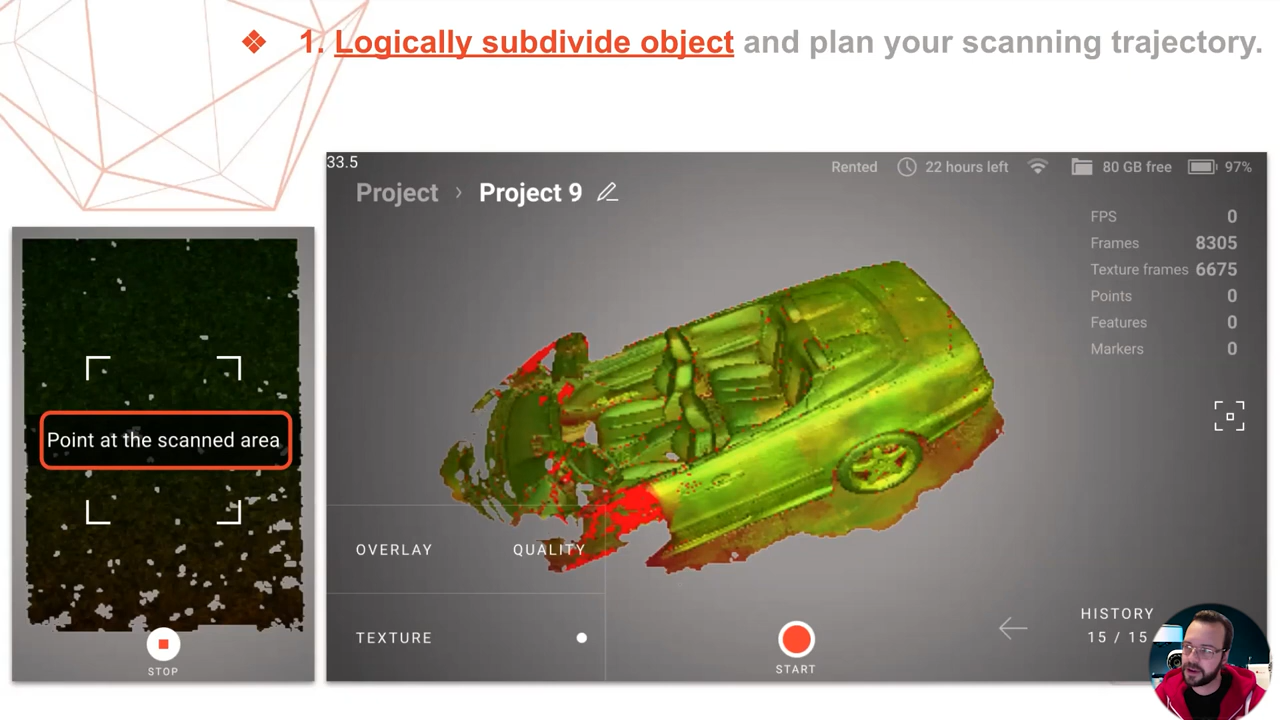 ❖ 1. Logically subdivide object and plan your scanning trajectory.
33.5
Rented 22 hours left 80 GB free 97%
Project › Project 9
FPS 0
Frames 8305
Texture frames 6675
Points 0
Features 0
Markers 0
Point at the scanned area
STOP
OVERLAY QUALITY
TEXTURE
START
HISTORY
15 / 15